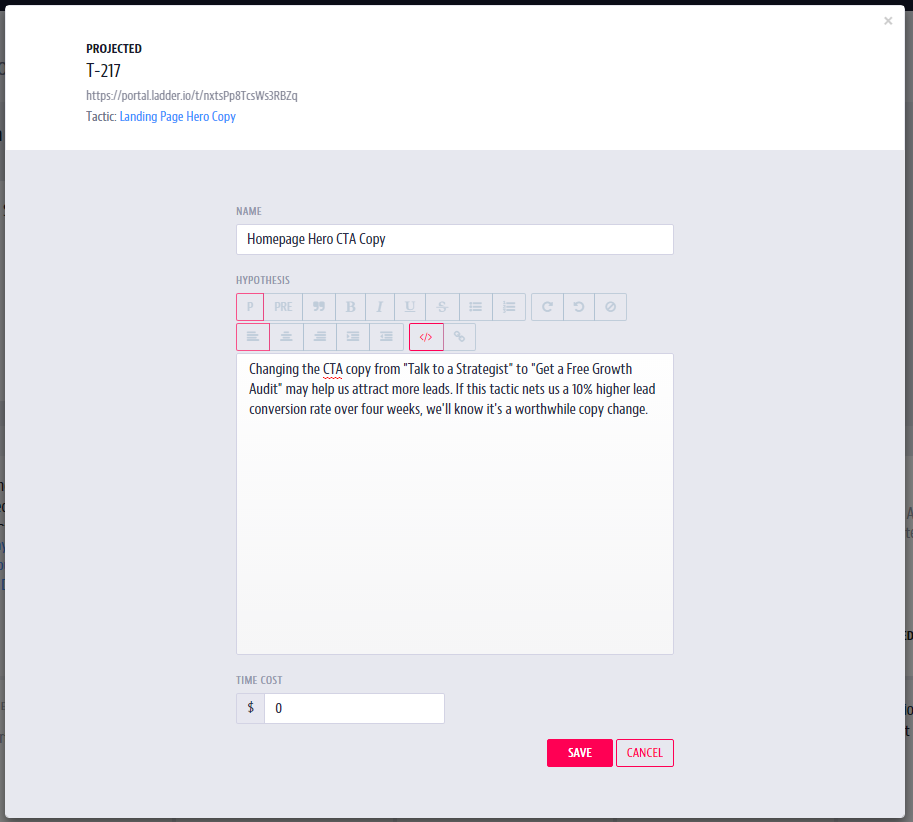 ×
PROJECTED
T-217
https://portal.ladder.io/t/nxtsPp8TcsWs3RBZq
Tactic: Landing Page Hero Copy
NAME
Homepage Hero CTA Copy
HYPOTHESIS
P PRE B I U S
</>
Changing the CTA copy from "Talk to a Strategist" to "Get a Free Growth
Audit" may help us attract more leads. If this tactic nets us a 10% higher lead
conversion rate over four weeks, we'll know it's a worthwhile copy change.
TIME COST
$ 0
SAVE CANCEL